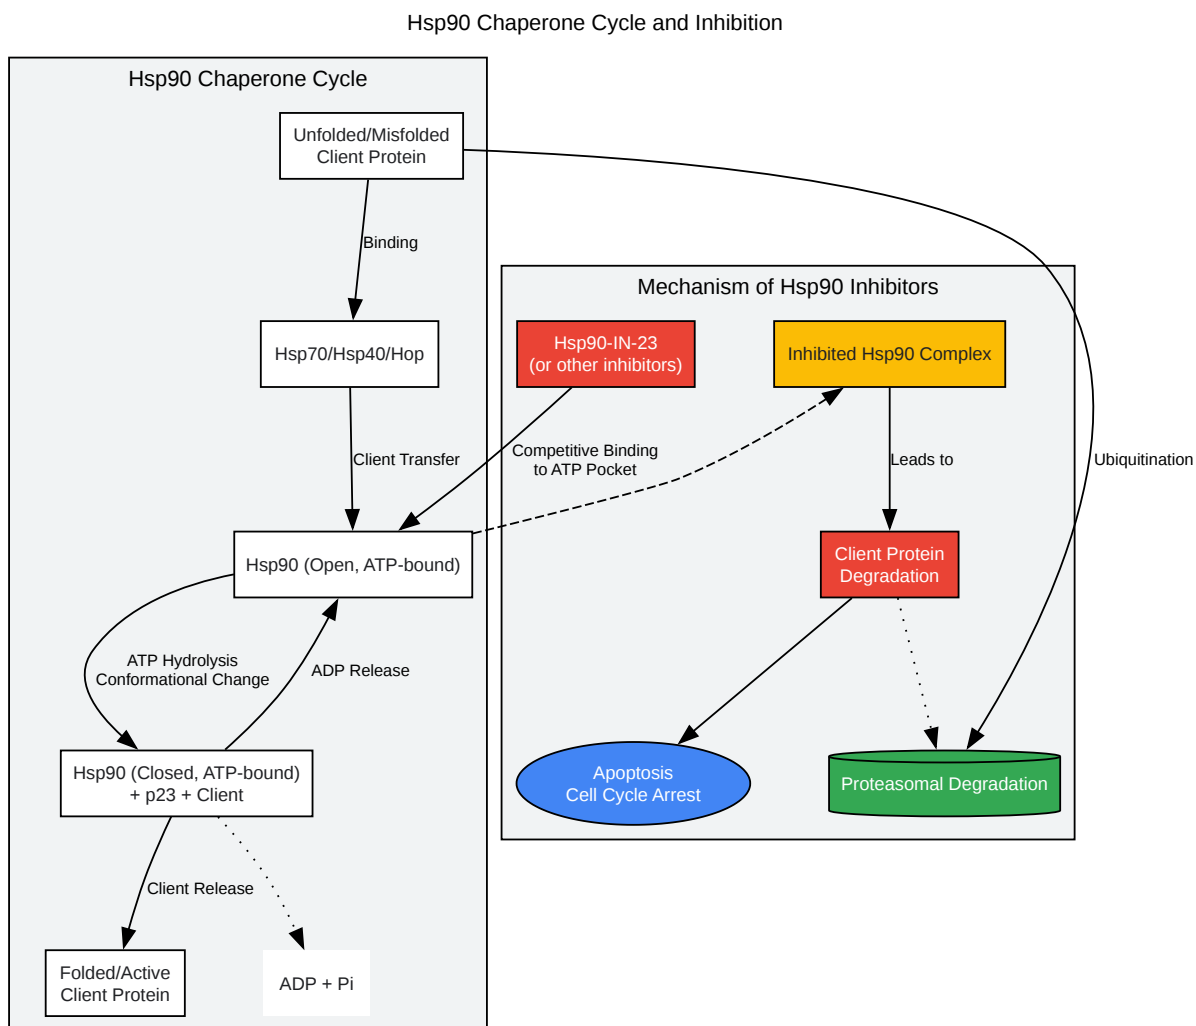 Hsp90 Chaperone Cycle and Inhibition
Hsp90 Chaperone Cycle
Unfolded/Misfolded
Client Protein
Binding
Hsp70/Hsp40/Hop
Client Transfer
Hsp90 (Open, ATP-bound)
ATP Hydrolysis
Conformational Change
ADP Release
Hsp90 (Closed, ATP-bound)
+ p23 + Client
Client Release
Folded/Active
Client Protein
ADP + Pi
Mechanism of Hsp90 Inhibitors
Hsp90-IN-23
(or other inhibitors)
Inhibited Hsp90 Complex
Competitive Binding
to ATP Pocket
Leads to
Ubiquitination
Client Protein
Degradation
Apoptosis
Cell Cycle Arrest
Proteasomal Degradation